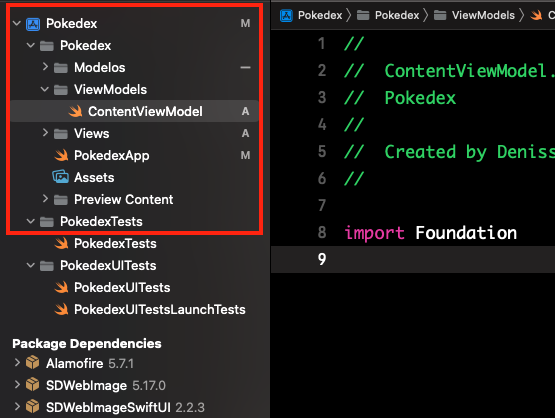 Pokedex M
Pokedex
Modelos
ViewModels
ContentViewModel A
Views A
PokedexApp M
Assets
Preview Content
PokedexTests
PokedexTests
PokedexUITests
PokedexUITests
PokedexUITestsLaunchTests
Package Dependencies
Alamofire 5.7.1
SDWebImage 5.17.0
SDWebImageSwiftUI 2.2.3
Pokedex Pokedex ViewModels C
1 //
2 // ContentViewModel.
3 // Pokedex
4 //
5 // Created by Deniss
6 //
7
8 import Foundation
9